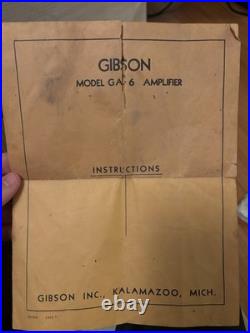 GIBSON
MODEL GA-6 AMPLIFIER
INSTRUCTIONS
GIBSON INC., KALAMAZOO, MICH.